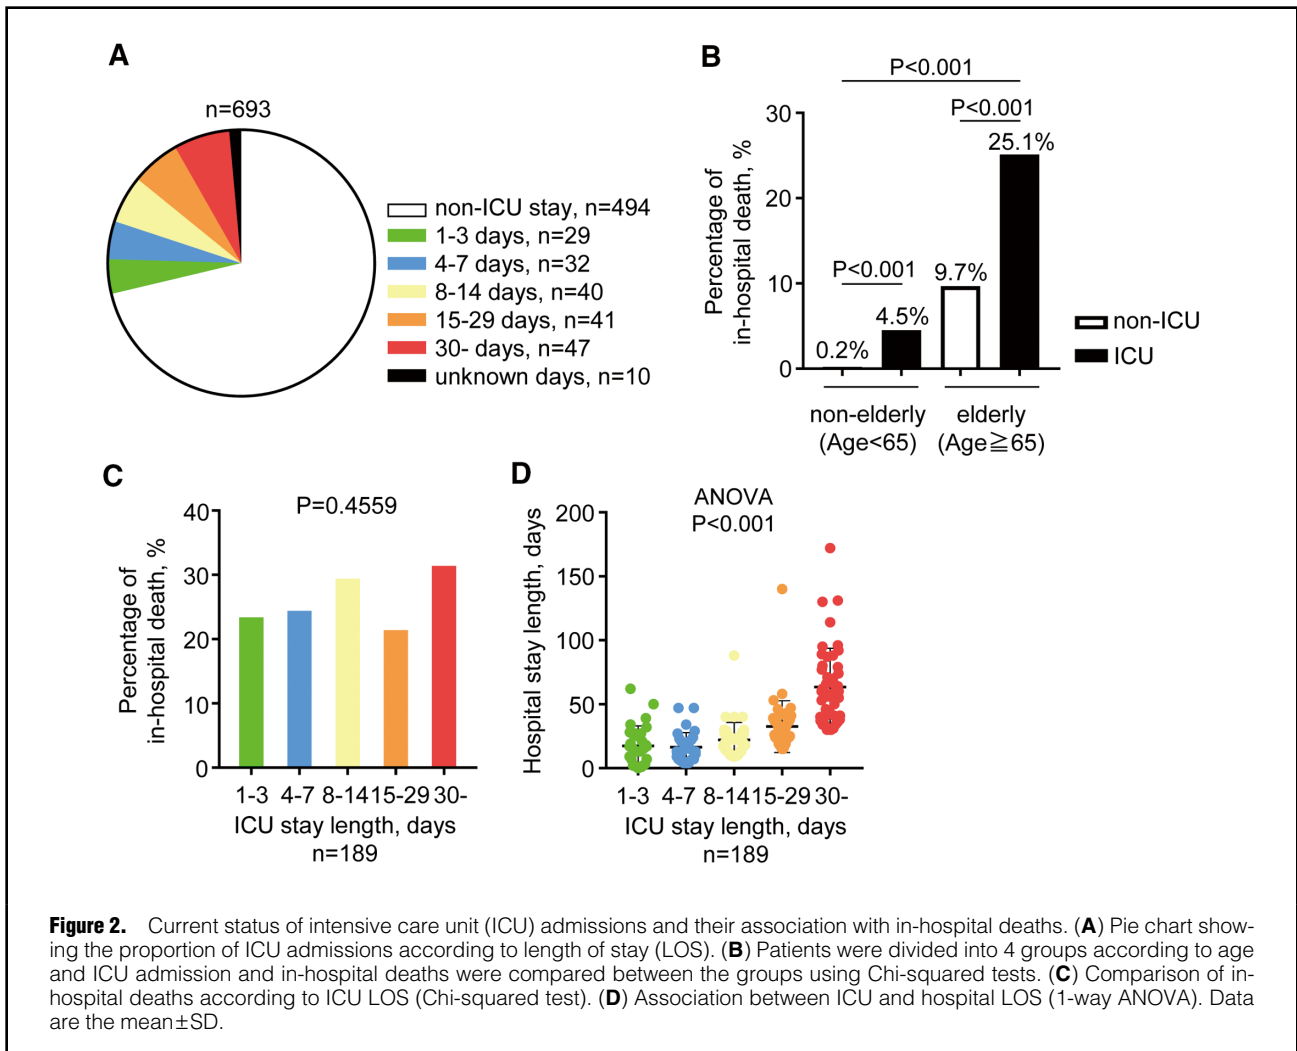 A
n=693
non-ICU stay, n=494
1-3 days, n=29
4-7 days, n=32
8-14 days, n=40
15-29 days, n=41
30- days, n=47
unknown days, n=10
B
P<0.001
P<0.001
P<0.001
Percentage of
in-hospital death, %
30
20
10
0
0.2%
4.5%
9.7%
25.1%
non-elderly
(Age<65)
elderly
(Age≧65)
non-ICU
ICU
C
P=0.4559
Percentage of
in-hospital death, %
40
30
20
10
0
1-3 4-7 8-14 15-29 30-
ICU stay length, days
n=189
D
ANOVA
P<0.001
Hospital stay length, days
200
150
100
50
0
1-3 4-7 8-14 15-29 30-
ICU stay length, days
n=189
Figure 2. Current status of intensive care unit (ICU) admissions and their association with in-hospital deaths. (A) Pie chart show-
ing the proportion of ICU admissions according to length of stay (LOS). (B) Patients were divided into 4 groups according to age
and ICU admission and in-hospital deaths were compared between the groups using Chi-squared tests. (C) Comparison of in-
hospital deaths according to ICU LOS (Chi-squared test). (D) Association between ICU and hospital LOS (1-way ANOVA). Data
are the mean±SD.